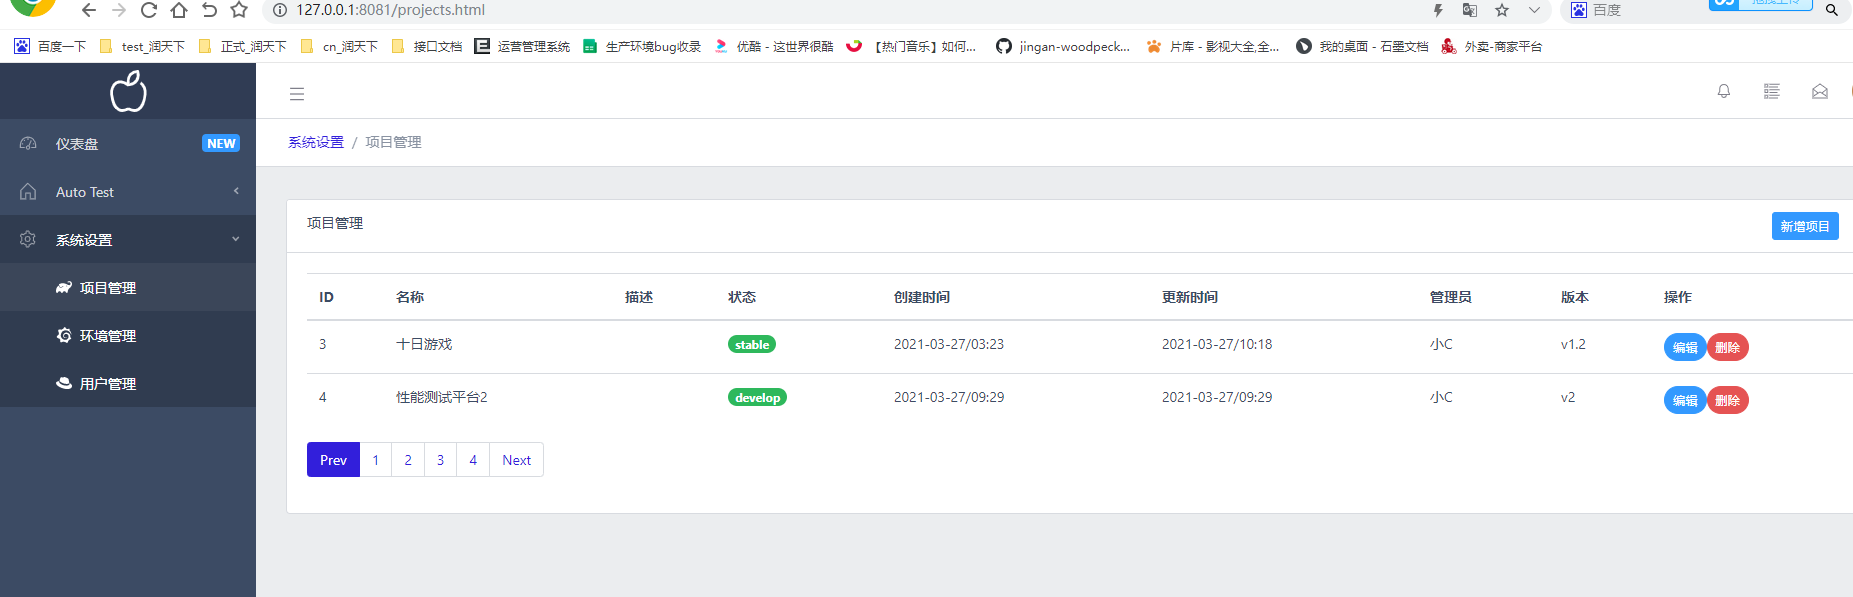 127.0.0.1:8081/projects.html
百度
百度一下 test_润天下 正式_润天下 cn_润天下 接口文档 运营管理系统 生产环境bug收录 优酷 - 这世界很酷 【热门音乐】如何... jingan-woodpeck... 片库 - 影视大全,全... 我的桌面 - 石墨文档 外卖-商家平台
仪表盘 NEW
Auto Test
系统设置
项目管理
环境管理
用户管理
系统设置 / 项目管理
项目管理 新增项目
ID 名称 描述 状态 创建时间 更新时间 管理员 版本 操作
3 十日游戏 stable 2021-03-27/03:23 2021-03-27/10:18 小C v1.2 编辑 删除
4 性能测试平台2 develop 2021-03-27/09:29 2021-03-27/09:29 小C v2 编辑 删除
Prev 1 2 3 4 Next